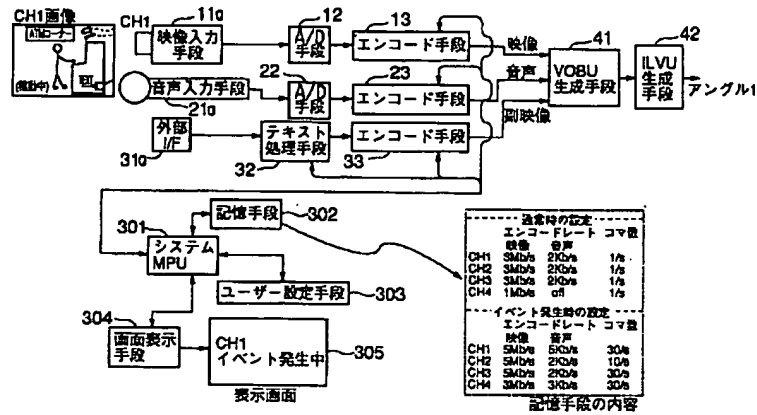 CH1画像
ATMコーナー
(稼動中)
CH1
11a
映像入力手段
12
A/D手段
13
エンコード手段
映像
音声入力手段
21a
22
A/D手段
23
エンコード手段
音声
外部I/F
31a
テキスト処理手段
32
エンコード手段
33
副映像
41
VOBU生成手段
42
ILVU生成手段
アングル1
301
システムMPU
記憶手段
302
ユーザー設定手段
303
304
画面表示手段
CH1
イベント発生中
305
表示画面
通常時の設定
エンコードレート コマ数
映像 音声
CH1 3Mb/s 2Kb/s 1/s
CH2 3Mb/s 2Kb/s 1/s
CH3 3Mb/s 2Kb/s 1/s
CH4 1Mb/s off 1/s
イベント発生時の設定
エンコードレート コマ数
映像 音声
CH1 5Mb/s 5Kb/s 30/s
CH2 5Mb/s 2Kb/s 10/s
CH3 5Mb/s 2Kb/s 30/s
CH4 3Mb/s 3Kb/s 30/s
記憶手段の内容